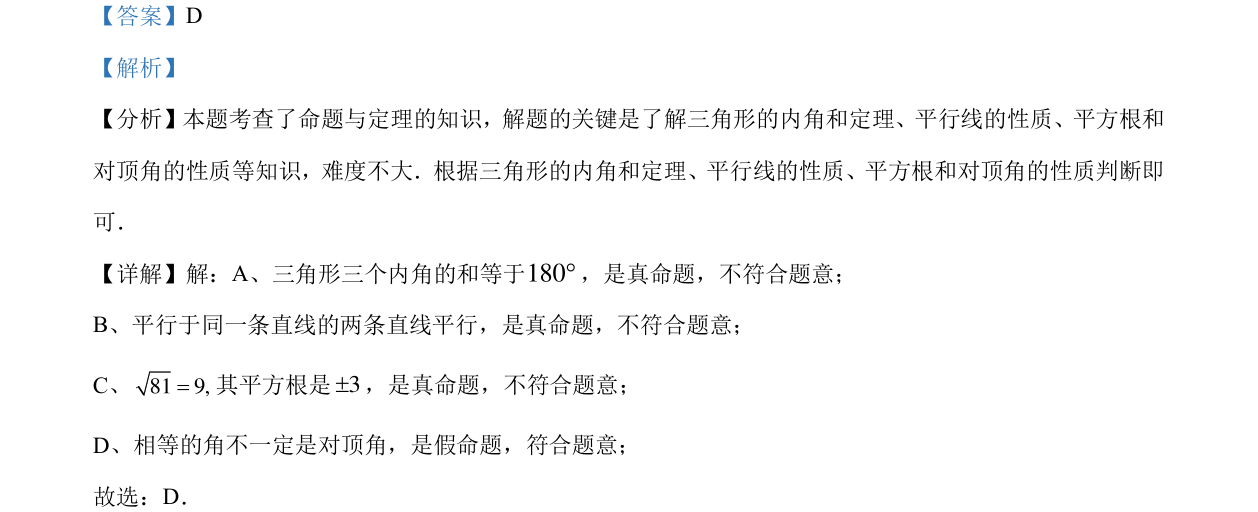 【答案】D
【解析】
【分析】本题考查了命题与定理的知识，解题的关键是了解三角形的内角和定理、平行线的性质、平方根和
对顶角的性质等知识，难度不大．根据三角形的内角和定理、平行线的性质、平方根和对顶角的性质判断即
可．
【详解】解：A、三角形三个内角的和等于180°，是真命题，不符合题意；
B、平行于同一条直线的两条直线平行，是真命题，不符合题意；
C、√81 = 9, 其平方根是 ±3，是真命题，不符合题意；
D、相等的角不一定是对顶角，是假命题，符合题意；
故选：D．